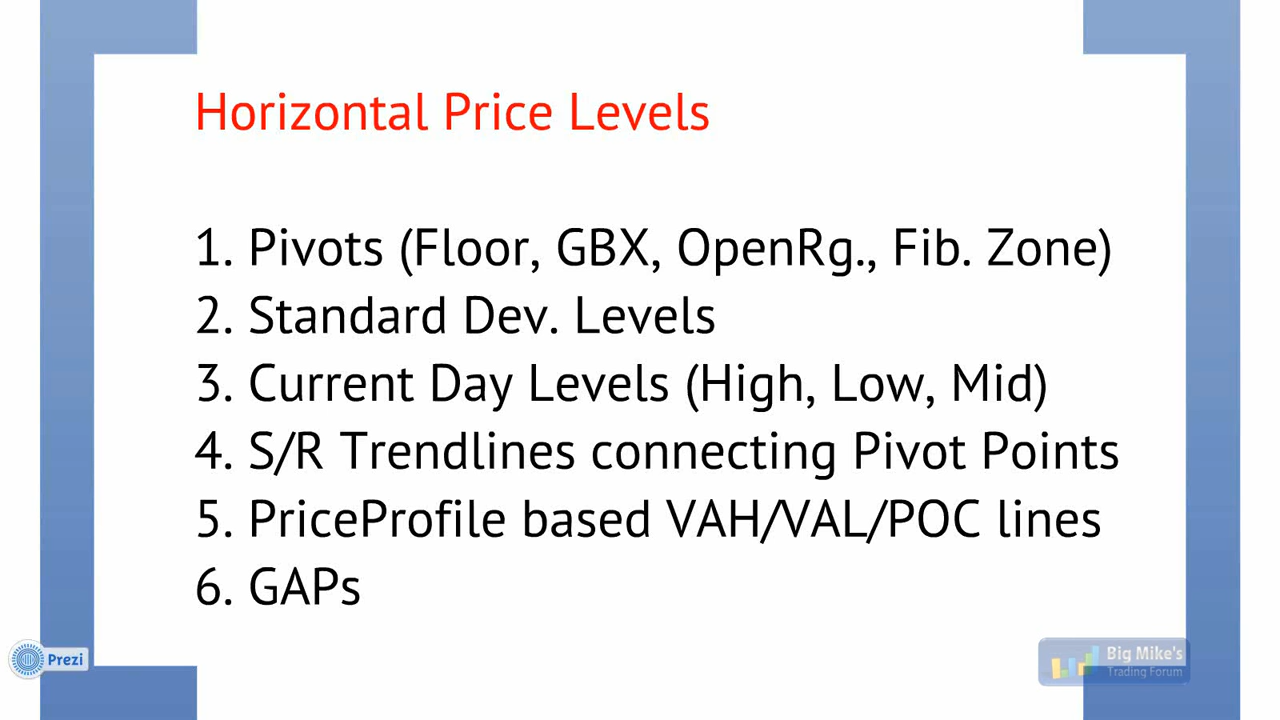 Horizontal Price Levels
1. Pivots (Floor, GBX, OpenRg., Fib. Zone)
2. Standard Dev. Levels
3. Current Day Levels (High, Low, Mid)
4. S/R Trendlines connecting Pivot Points
5. PriceProfile based VAH/VAL/POC lines
6. GAPs
Prezi
Big Mike's
Trading Forum